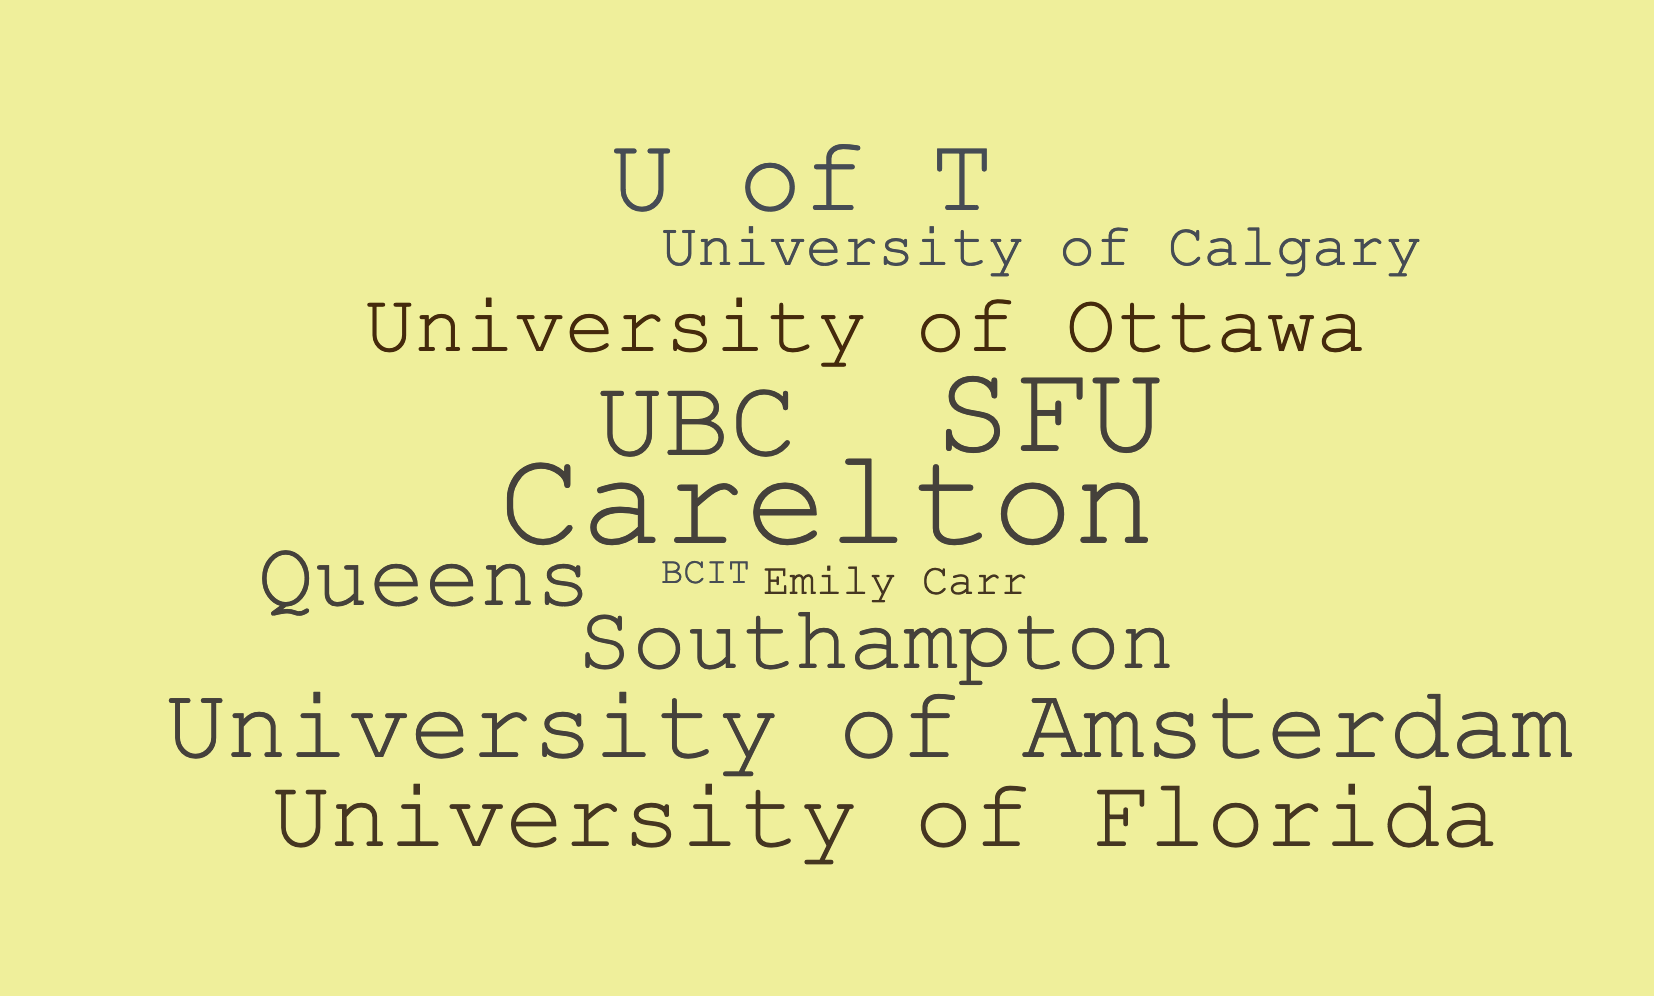 U of T
University of Calgary
University of Ottawa
UBC SFU
Carelton
Queens BCIT Emily Carr
Southampton
University of Amsterdam
University of Florida